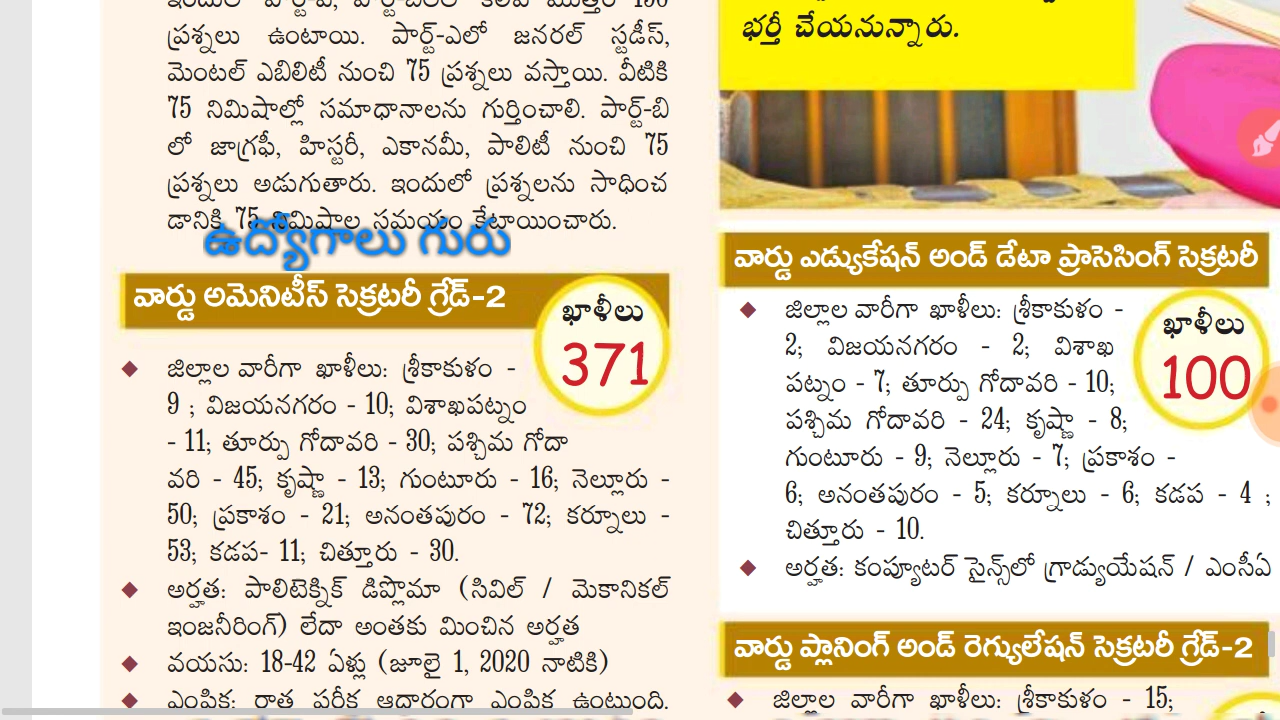 ప్రశ్నలు ఉంటాయి. పార్ట్-ఎలో జనరల్ స్టడీస్,
మెంటల్ ఎబిలిటీ నుంచి 75 ప్రశ్నలు వస్తాయి. వీటికి
75 నిమిషాల్లో సమాధానాలను గుర్తించాలి. పార్ట్-బి
లో జాగ్రఫీ, హిస్టరీ, ఎకానమీ, పాలిటీ నుంచి 75
ప్రశ్నలు అడుగుతారు. ఇందులో ప్రశ్నలను సాధించ
డానికి 75 నిమిషాల సమయం కేటాయించారు.
ఉద్యోగాలు గురు
వార్డు అమెనిటీస్ సెక్రటరీ గ్రేడ్-2
ఖాళీలు
371
జిల్లాల వారీగా ఖాళీలు: శ్రీకాకుళం -
9 ; విజయనగరం - 10; విశాఖపట్నం
- 11; తూర్పు గోదావరి - 30; పశ్చిమ గోదా
వరి - 45; కృష్ణా - 13; గుంటూరు - 16; నెల్లూరు -
50; ప్రకాశం - 21; అనంతపురం - 72; కర్నూలు -
53; కడప- 11; చిత్తూరు - 30.
అర్హత: పాలిటెక్నిక్ డిప్లొమా (సివిల్ / మెకానికల్
ఇంజనీరింగ్) లేదా అంతకు మించిన అర్హత
వయసు: 18-42 ఏళ్లు (జూలై 1, 2020 నాటికి)
ఎంపిక: రాత పరీక్ష ఆధారంగా ఎంపిక ఉంటుంది.
భర్తీ చేయనున్నారు.
వార్డు ఎడ్యుకేషన్ అండ్ డేటా ప్రాసెసింగ్ సెక్రటరీ
ఖాళీలు
100
జిల్లాల వారీగా ఖాళీలు: శ్రీకాకుళం -
2; విజయనగరం - 2; విశాఖ
పట్నం - 7; తూర్పు గోదావరి - 10;
పశ్చిమ గోదావరి - 24; కృష్ణా - 8;
గుంటూరు - 9; నెల్లూరు - 7; ప్రకాశం -
6; అనంతపురం - 5; కర్నూలు - 6; కడప - 4 ;
చిత్తూరు - 10.
అర్హత: కంప్యూటర్ సైన్స్‌లో గ్రాడ్యుయేషన్ / ఎంసీఏ
వార్డు ప్లానింగ్ అండ్ రెగ్యులేషన్ సెక్రటరీ గ్రేడ్-2
జిల్లాల వారీగా ఖాళీలు: శ్రీకాకుళం - 15;